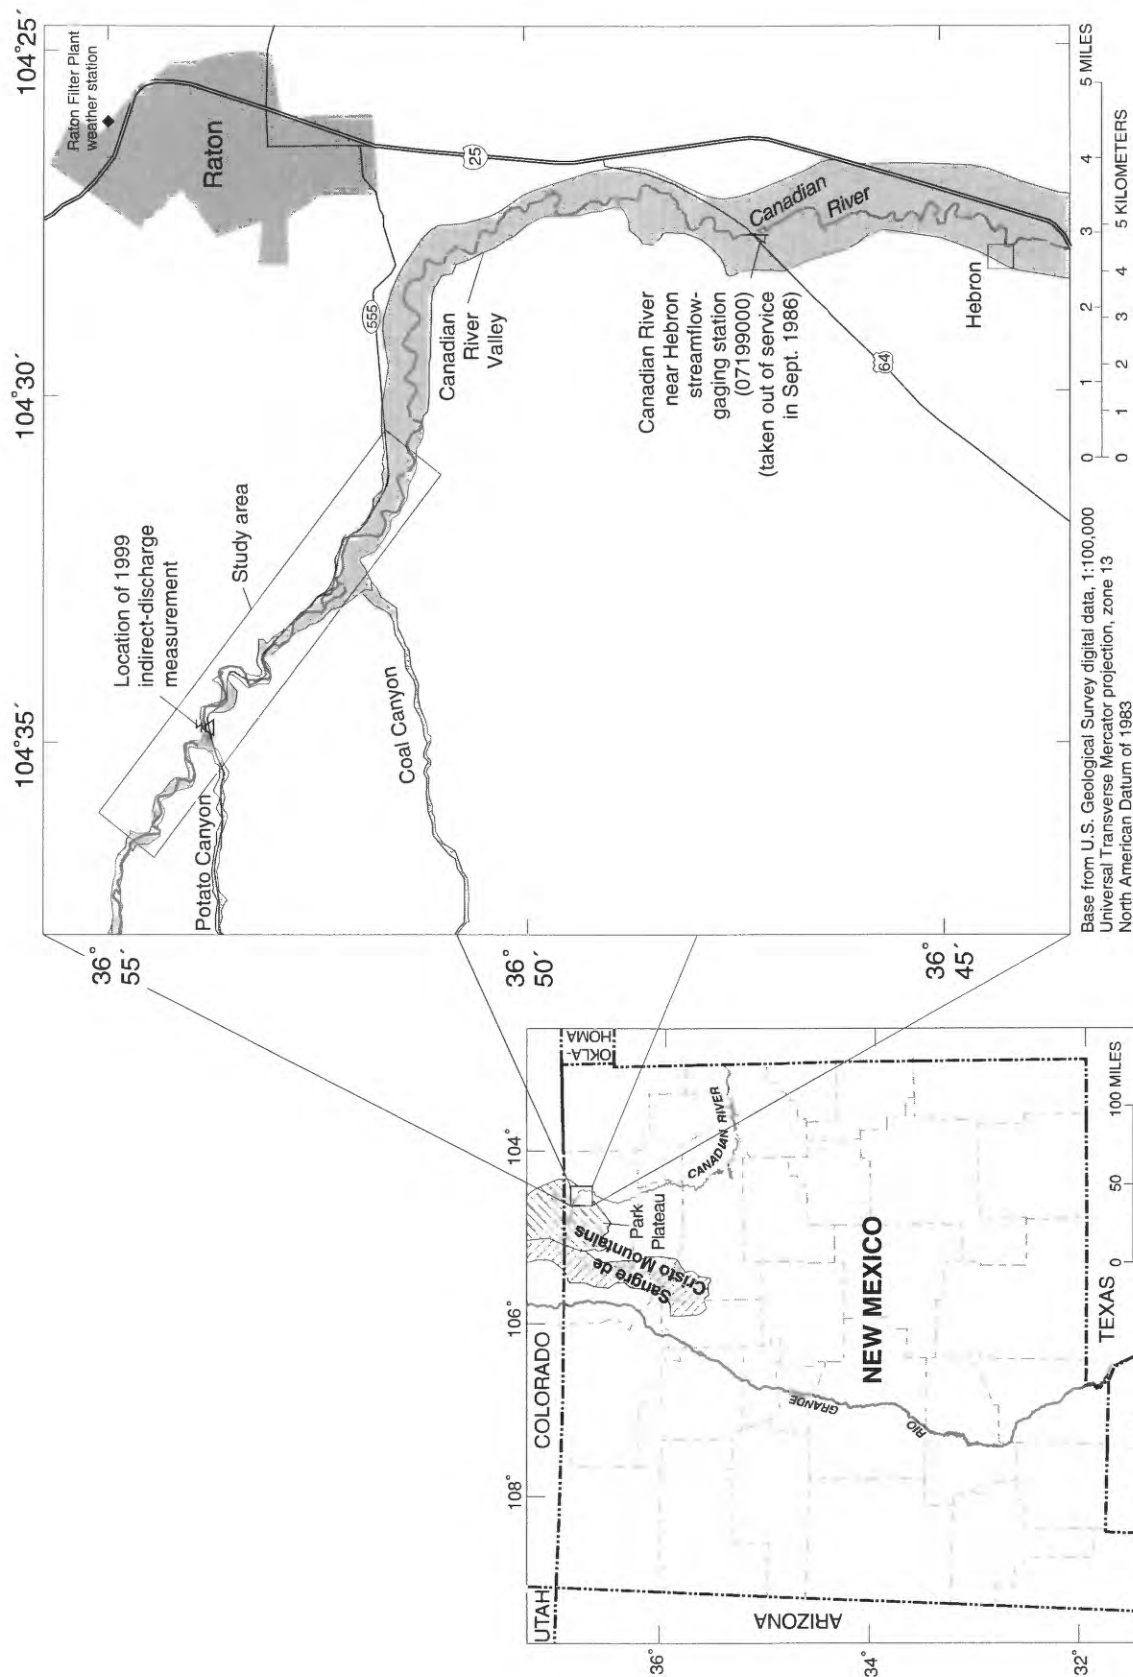 104°35´
104°30´
104°25´
Raton Filter Plant
weather station
Location of 1999
indirect-discharge
measurement
Study area
Raton
36°
55´
Potato Canyon
555
Coal Canyon
Canadian
River
Valley
25
36°
50´
Canadian River
near Hebron
streamflow-
gaging station
(07199000)
(taken out of service
in Sept. 1986)
Canadian
River
64
Hebron
36°
45´
Base from U.S. Geological Survey digital data, 1:100,000
Universal Transverse Mercator projection, zone 13
North American Datum of 1983
0 1 2 3 4 5 MILES
0 1 2 3 4 5 KILOMETERS
108°
106°
104°
UTAH
COLORADO
OKLA-
HOMA
36°
34°
32°
ARIZONA
Sangre de
Cristo Mountains
Park
Plateau
CANADIAN RIVER
RIO
GRANDE
NEW MEXICO
TEXAS
0 50 100 MILES